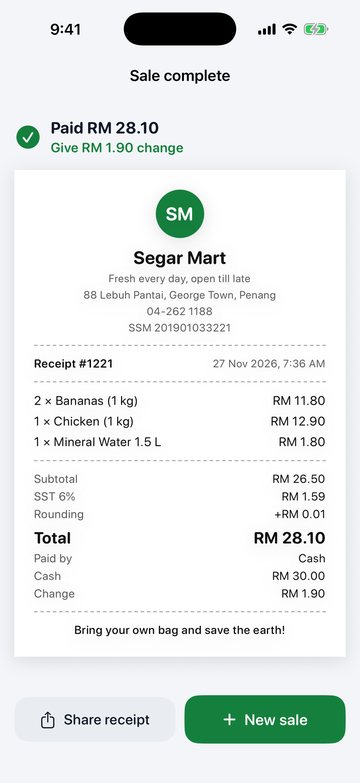 9:41
Sale complete
Paid RM 28.10
Give RM 1.90 change
SM
Segar Mart
Fresh every day, open till late
88 Lebuh Pantai, George Town, Penang
04-262 1188
SSM 201901033221
Receipt #1221 27 Nov 2026, 7:36 AM
2 × Bananas (1 kg) RM 11.80
1 × Chicken (1 kg) RM 12.90
1 × Mineral Water 1.5 L RM 1.80
Subtotal RM 26.50
SST 6% RM 1.59
Rounding +RM 0.01
Total RM 28.10
Paid by Cash
Cash RM 30.00
Change RM 1.90
Bring your own bag and save the earth!
Share receipt
+ New sale